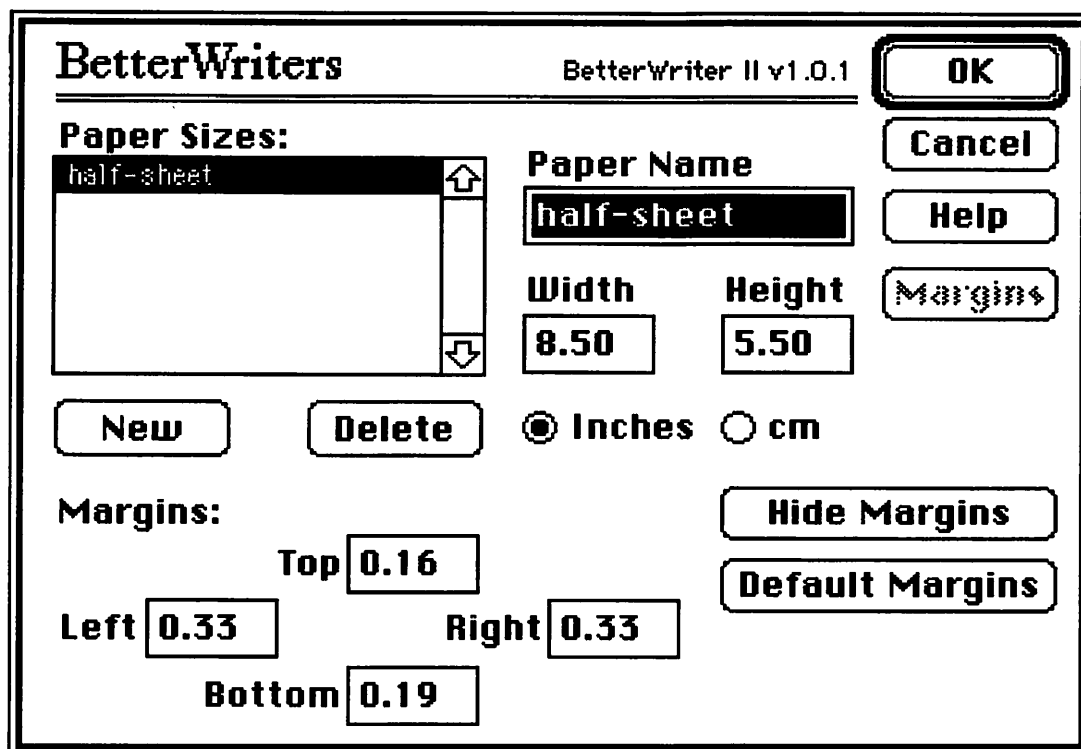 BetterWriters
BetterWriter II v1.0.1
OK
Cancel
Help
Margins
Paper Sizes:
half-sheet
New
Delete
Paper Name
half-sheet
Width
Height
8.50
5.50
Inches
cm
Margins:
Top 0.16
Left 0.33
Right 0.33
Bottom 0.19
Hide Margins
Default Margins